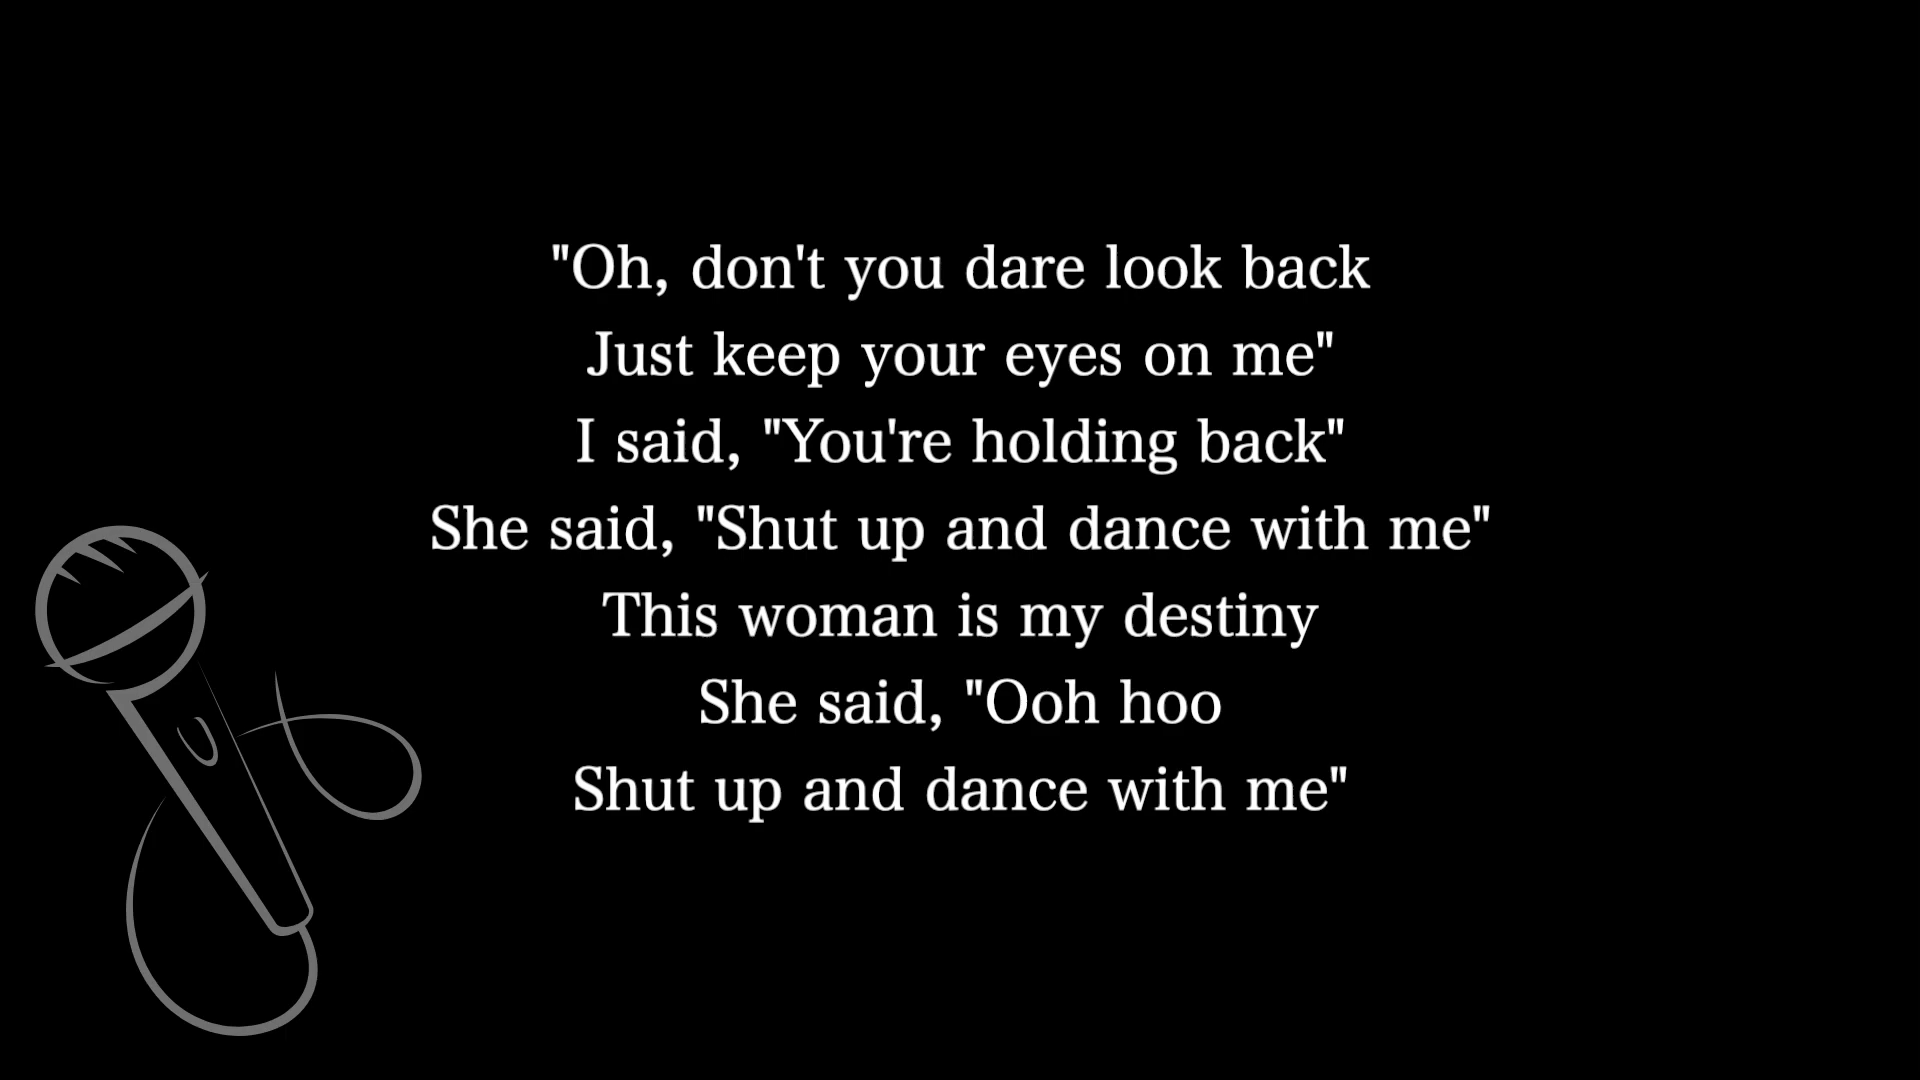 "Oh, don't you dare look back
Just keep your eyes on me"
I said, "You're holding back"
She said, "Shut up and dance with me"
This woman is my destiny
She said, "Ooh hoo
Shut up and dance with me"